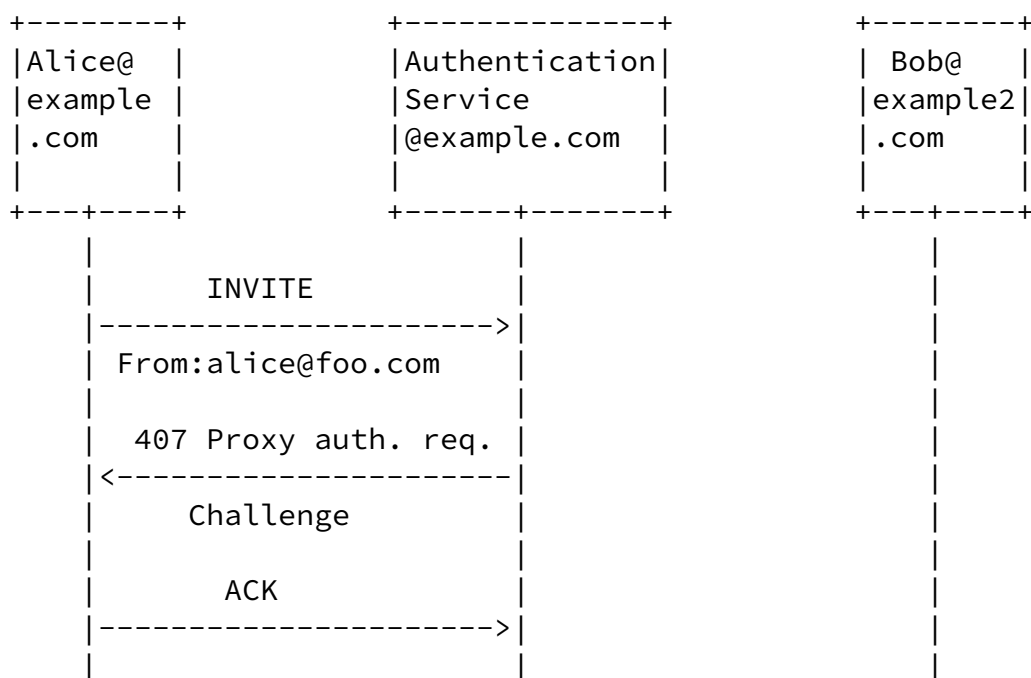 +--------+ +--------------+ +--------+
|Alice@ | |Authentication| | Bob@ |
|example | |Service | |example2|
|.com | |@example.com | |.com |
| | | | | |
+---+----+ +------+-------+ +---+----+
| | |
| INVITE | |
|---------------------->| |
| From:alice@foo.com | |
| | |
| 407 Proxy auth. req. | |
|<----------------------| |
| Challenge | |
| | |
| ACK | |
|---------------------->| |
| | |